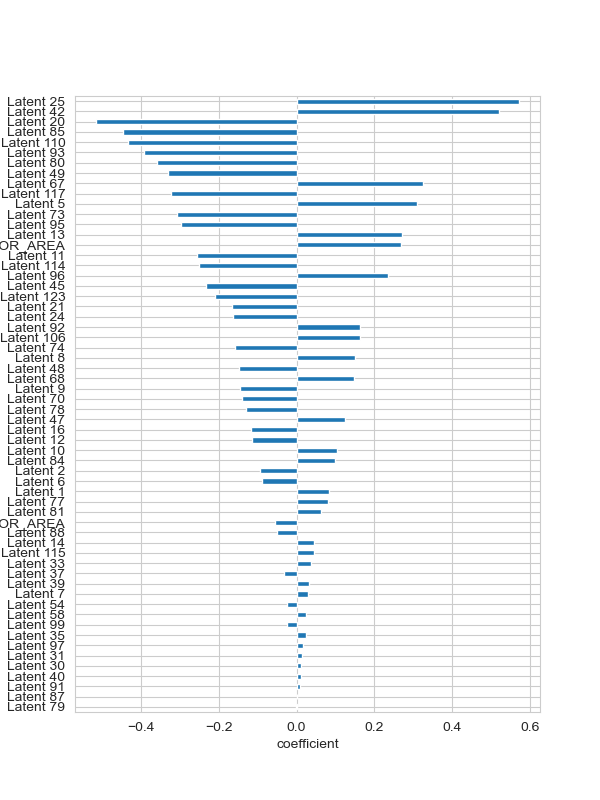 Latent 25
Latent 42
Latent 20
Latent 85
Latent 110
Latent 93
Latent 80
Latent 49
Latent 67
Latent 117
Latent 5
Latent 73
Latent 95
Latent 13
OR_AREA
Latent 11
Latent 114
Latent 96
Latent 45
Latent 123
Latent 21
Latent 24
Latent 92
Latent 106
Latent 74
Latent 8
Latent 48
Latent 68
Latent 9
Latent 70
Latent 78
Latent 47
Latent 16
Latent 12
Latent 10
Latent 84
Latent 2
Latent 6
Latent 1
Latent 77
Latent 81
OR_AREA
Latent 88
Latent 14
Latent 115
Latent 33
Latent 37
Latent 39
Latent 7
Latent 54
Latent 58
Latent 99
Latent 35
Latent 97
Latent 31
Latent 30
Latent 40
Latent 91
Latent 87
Latent 79
−0.4 −0.2 0.0 0.2 0.4 0.6
coefficient